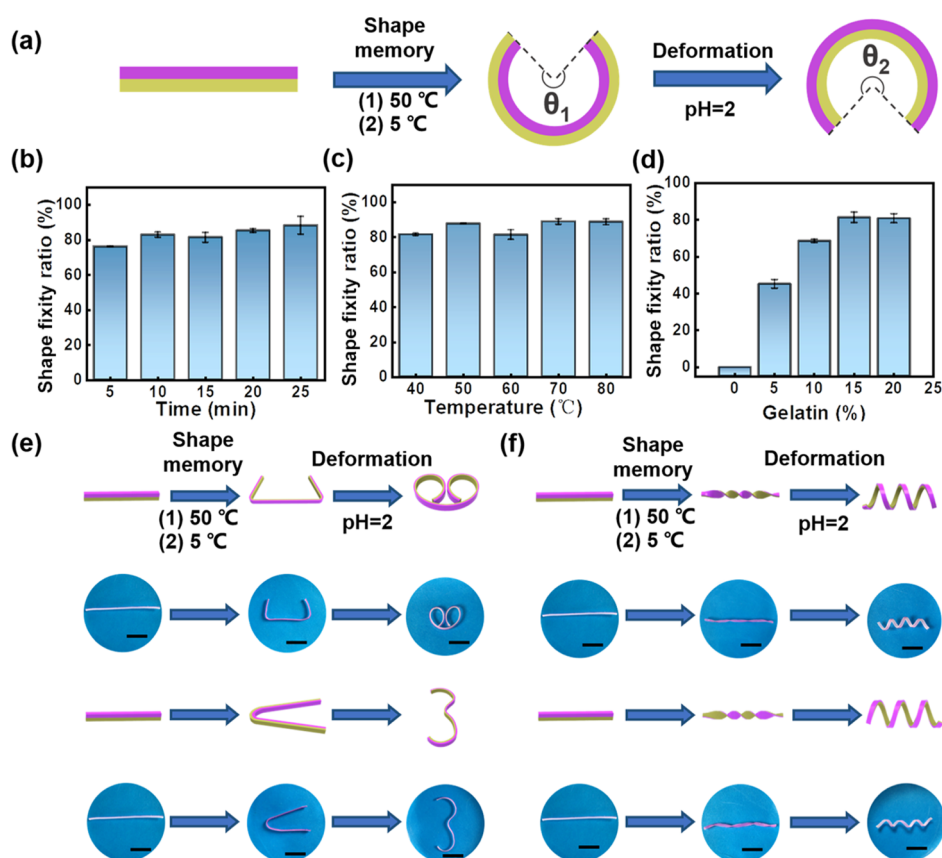 (a)
Shape
memory
(1) 50 ℃
(2) 5 ℃
θ1
Deformation
pH=2
θ2
(b)
Shape fixity ratio (%)
100
80
60
40
20
0
5 10 15 20 25
Time (min)
(c)
Shape fixity ratio (%)
100
80
60
40
20
0
40 50 60 70 80
Temperature (℃)
(d)
Shape fixity ratio (%)
100
80
60
40
20
0
0 5 10 15 20 25
Gelatin (%)
(e)
Shape
memory
(1) 50 ℃
(2) 5 ℃
Deformation
pH=2
(f)
Shape
memory
(1) 50 ℃
(2) 5 ℃
Deformation
pH=2